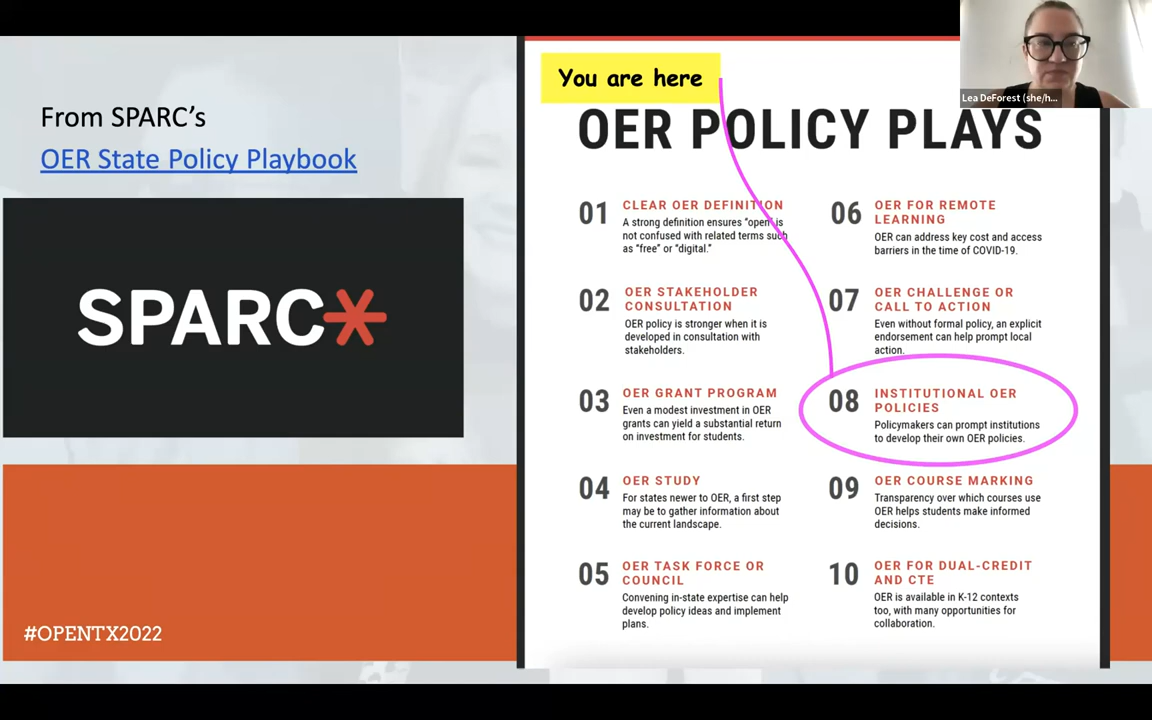 From SPARC's
OER State Policy Playbook
SPARC
#OPENTX2022
You are here
OER POLICY PLAYS
01
CLEAR OER DEFINITION
A strong definition ensures "open" is
not confused with related terms such
as "free" or "digital."
02
OER STAKEHOLDER
CONSULTATION
OER policy is stronger when it is
developed in consultation with
stakeholders.
03
OER GRANT PROGRAM
Even a modest investment in OER
grants can yield a substantial return
on investment for students.
04
OER STUDY
For states newer to OER, a first step
may be to gather information about
the current landscape.
05
OER TASK FORCE OR
COUNCIL
Convening in-state expertise can help
develop policy ideas and implement
plans.
06
OER FOR REMOTE
LEARNING
OER can address key cost and access
barriers in the time of COVID-19.
07
OER CHALLENGE OR
CALL TO ACTION
Even without formal policy, an explicit
endorsement can help prompt local
action.
08
INSTITUTIONAL OER
POLICIES
Policymakers can prompt institutions
to develop their own OER policies.
09
OER COURSE MARKING
Transparency over which courses use
OER helps students make informed
decisions.
10
OER FOR DUAL-CREDIT
AND CTE
OER is available in K-12 contexts
too, with many opportunities for
collaboration.
Lea DeForest (she/h...